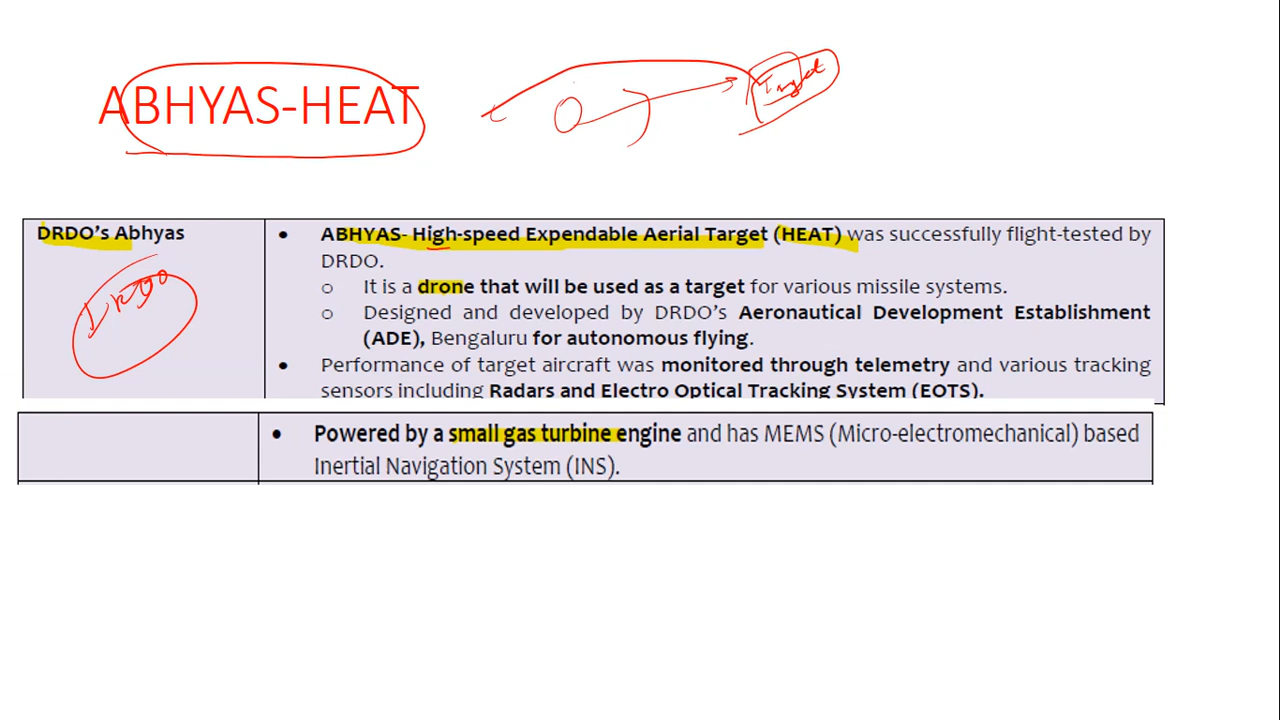 ABHYAS-HEAT
Target
DRDO's Abhyas
DRDO
• ABHYAS- High-speed Expendable Aerial Target (HEAT) was successfully flight-tested by
DRDO.
o It is a drone that will be used as a target for various missile systems.
o Designed and developed by DRDO's Aeronautical Development Establishment
(ADE), Bengaluru for autonomous flying.
• Performance of target aircraft was monitored through telemetry and various tracking
sensors including Radars and Electro Optical Tracking System (EOTS).
• Powered by a small gas turbine engine and has MEMS (Micro-electromechanical) based
Inertial Navigation System (INS).